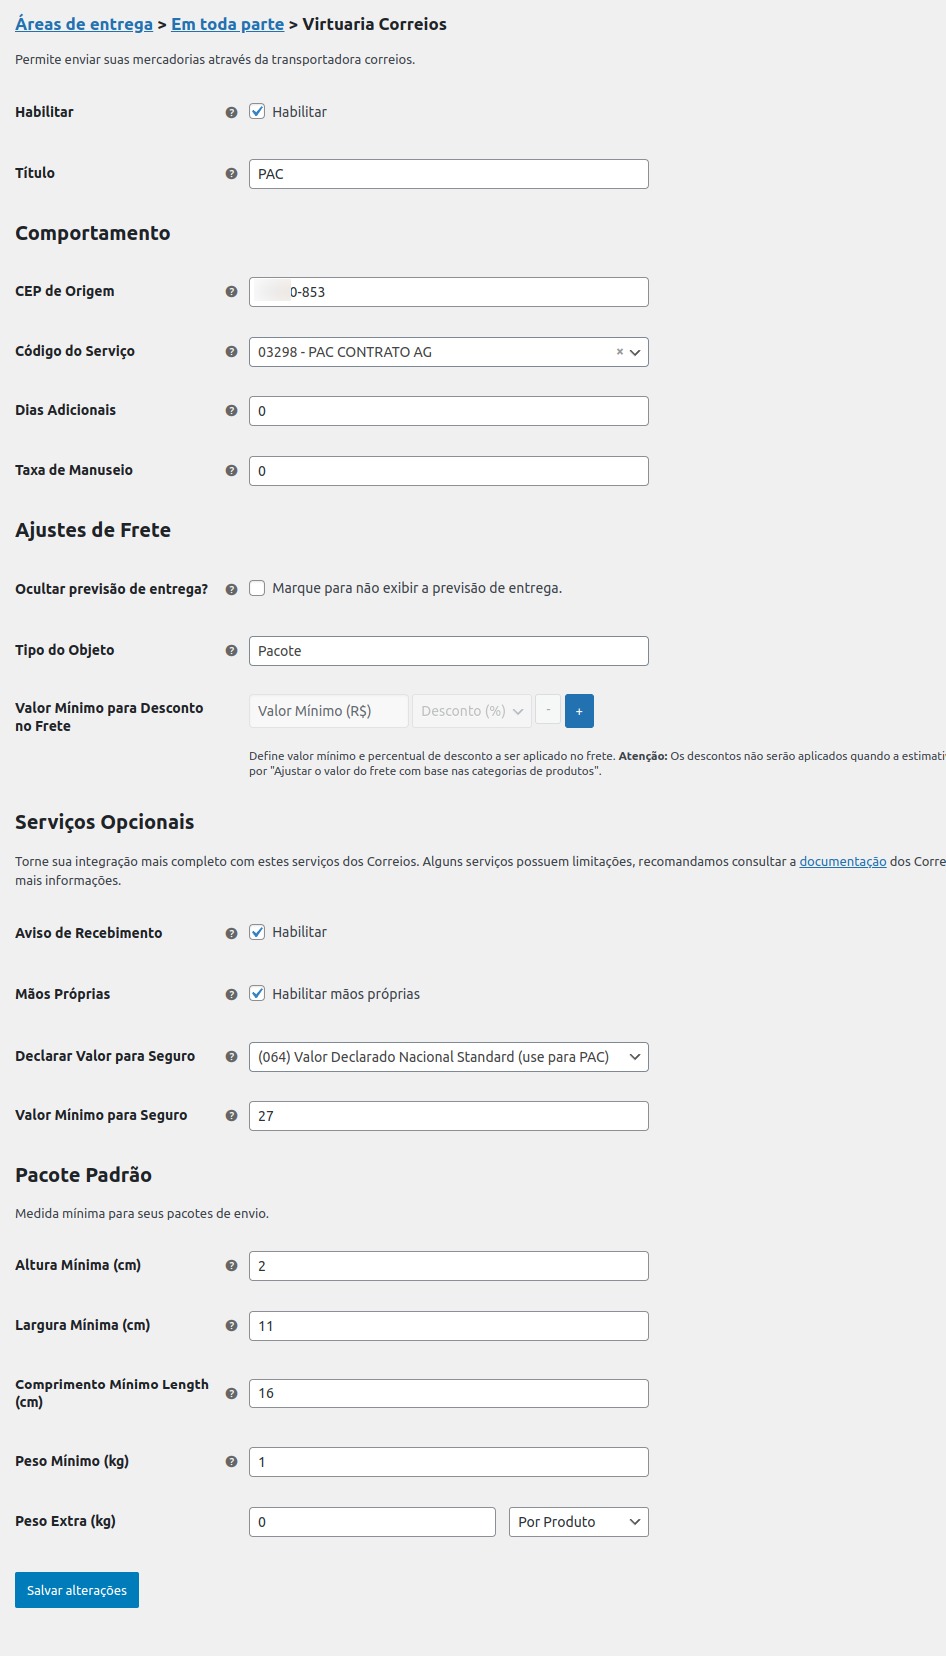 Áreas de entrega > Em toda parte > Virtuaria Correios
Permite enviar suas mercadorias através da transportadora correios.
Habilitar
Habilitar
Título
PAC
Comportamento
CEP de Origem
0-853
Código do Serviço
03298 - PAC CONTRATO AG
Dias Adicionais
0
Taxa de Manuseio
0
Ajustes de Frete
Ocultar previsão de entrega?
Marque para não exibir a previsão de entrega.
Tipo do Objeto
Pacote
Valor Mínimo para Desconto
no Frete
Valor Mínimo (R$)
Desconto (%)
-
+
Define valor mínimo e percentual de desconto a ser aplicado no frete. Atenção: Os descontos não serão aplicados quando a estimati
por "Ajustar o valor do frete com base nas categorias de produtos".
Serviços Opcionais
Torne sua integração mais completo com estes serviços dos Correios. Alguns serviços possuem limitações, recomandamos consultar a documentação dos Corre
mais informações.
Aviso de Recebimento
Habilitar
Mãos Próprias
Habilitar mãos próprias
Declarar Valor para Seguro
(064) Valor Declarado Nacional Standard (use para PAC)
Valor Mínimo para Seguro
27
Pacote Padrão
Medida mínima para seus pacotes de envio.
Altura Mínima (cm)
2
Largura Mínima (cm)
11
Comprimento Mínimo Length
(cm)
16
Peso Mínimo (kg)
1
Peso Extra (kg)
0
Por Produto
Salvar alterações